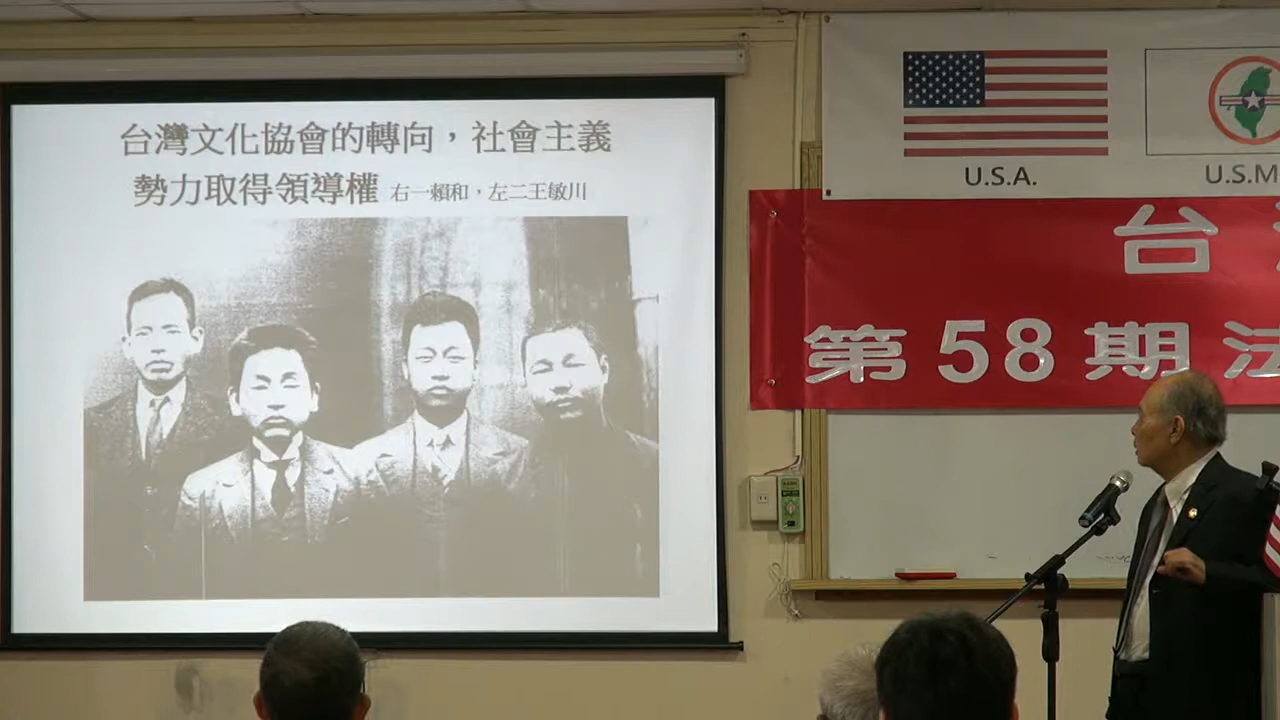 台灣文化協會的轉向，社會主義
勢力取得領導權 右一賴和，左二王敏川
U.S.A.
U.S.M
台
第58期法